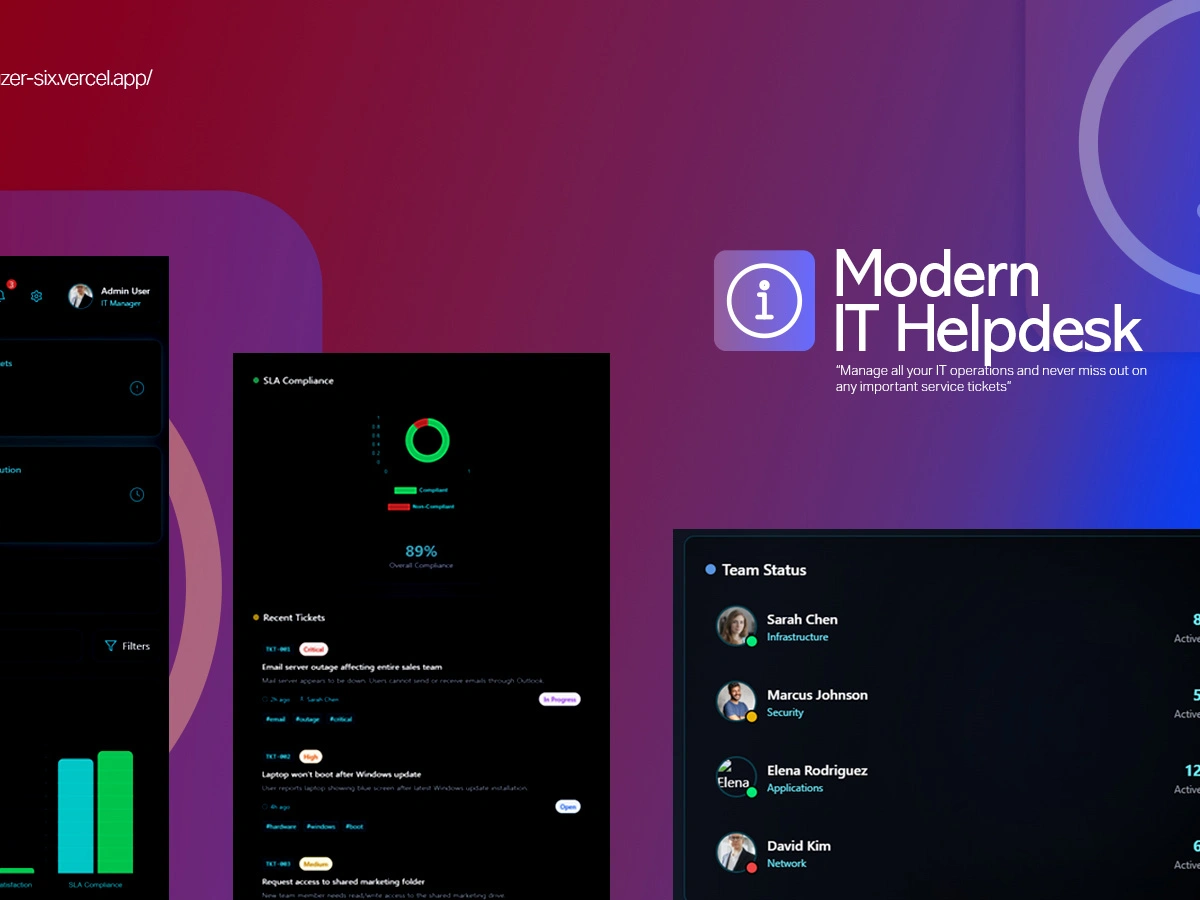 zer-six.vercel.app/
3
Admin User
IT Manager
ets
ution
Filters
atisfaction
SLA Compliance
SLA Compliance
1
0.8
0.6
0.4
0.2
0
0
1
Compliant
Non-Compliant
89%
Overall Compliance
Recent Tickets
TKT-001 Critical
Email server outage affecting entire sales team
Mail server appears to be down. Users cannot send or receive emails through Outlook.
2h ago Sarah Chen
In Progress
#email #outage #critical
TKT-002 High
Laptop won't boot after Windows update
User reports laptop showing blue screen after latest Windows update installation.
4h ago
Open
#hardware #windows #boot
TKT-003 Medium
Request access to shared marketing folder
New team member needs read/write access to the shared marketing drive.
Modern
IT Helpdesk
“Manage all your IT operations and never miss out on
any important service tickets”
Team Status
Sarah Chen
Infrastructure
8
Active
Marcus Johnson
Security
5
Active
Elena
Elena Rodriguez
Applications
12
Active
David Kim
Network
6
Active